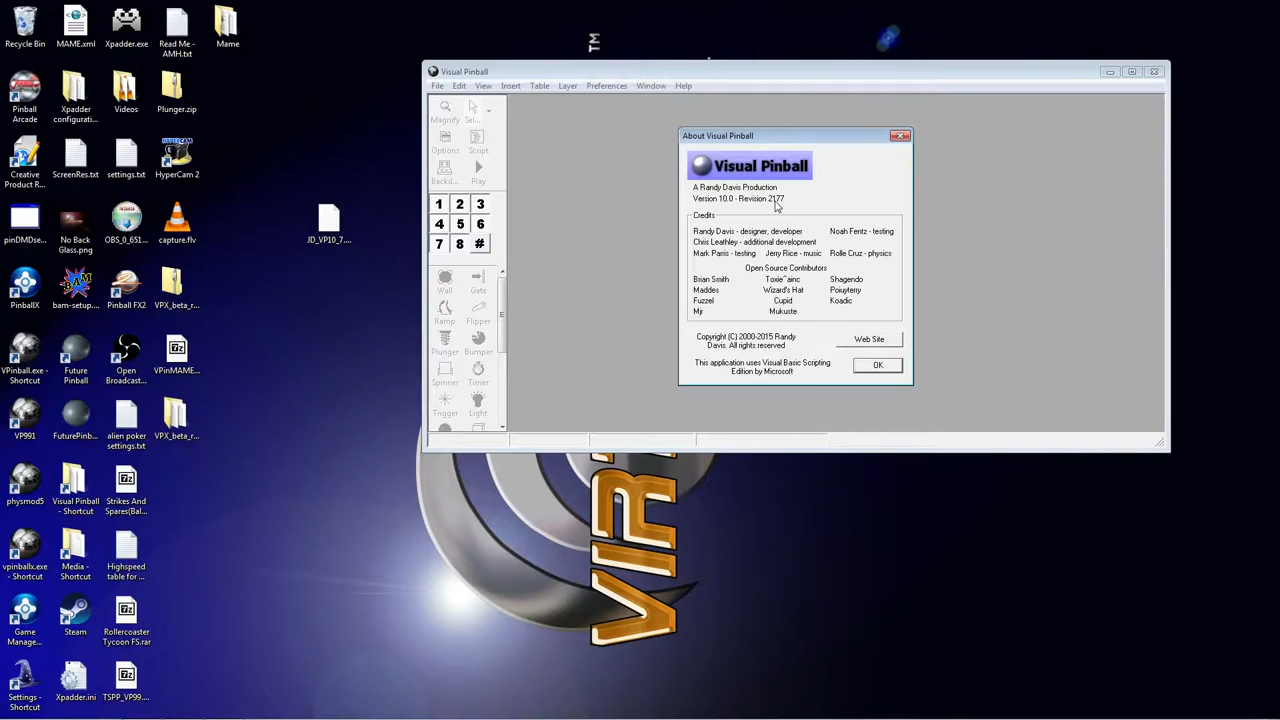 Recycle Bin
MAME.xml
Xpadder.exe
Read Me -
AMH.txt
Mame
Pinball
Arcade
Xpadder
configurati...
Videos
Plunger.zip
Creative
Product R...
ScreenRes.txt
settings.txt
HyperCam 2
pinDMDse...
No Back
Glass.png
OBS_0_651...
capture.flv
JD_VP10_7....
PinballX
bam-setup...
Pinball FX2
VPX_beta_r...
VPinball.exe -
Shortcut
Future
Pinball
Open
Broadcast...
VPinMAME...
VP991
FuturePinb...
alien poker
settings.txt
VPX_beta_r...
physmod5
Visual Pinball
- Shortcut
Strikes And
Spares(Bal...
vpinballx.exe
- Shortcut
Media -
Shortcut
Highspeed
table for ...
Game
Manage...
Steam
Rollercoaster
Tycoon FS.rar
Settings -
Shortcut
Xpadder.ini
TSPP_VP99....
TM
VIR
Visual Pinball
File Edit View Insert Table Layer Preferences Window Help
Magnify Sel...
Options Script
Backd... Play
1 2 3
4 5 6
7 8 #
Wall Gate
Ramp Flipper
Plunger Bumper
Spinner Timer
Trigger Light
About Visual Pinball
Visual Pinball
A Randy Davis Production
Version 10.0 - Revision 2177
Credits
Randy Davis - designer, developer Noah Fentz - testing
Chris Leathley - additional development
Mark Parris - testing Jerry Rice - music Rolle Cruz - physics
Open Source Contributors
Brian Smith Toxie^ainc Shagendo
Maddes Wizard's Hat Poiuyterry
Fuzzel Cupid Koadic
Mjr Mukuste
Copyright (C) 2000-2015 Randy
Davis. All rights reserved
Web Site
This application uses Visual Basic Scripting
Edition by Microsoft
OK